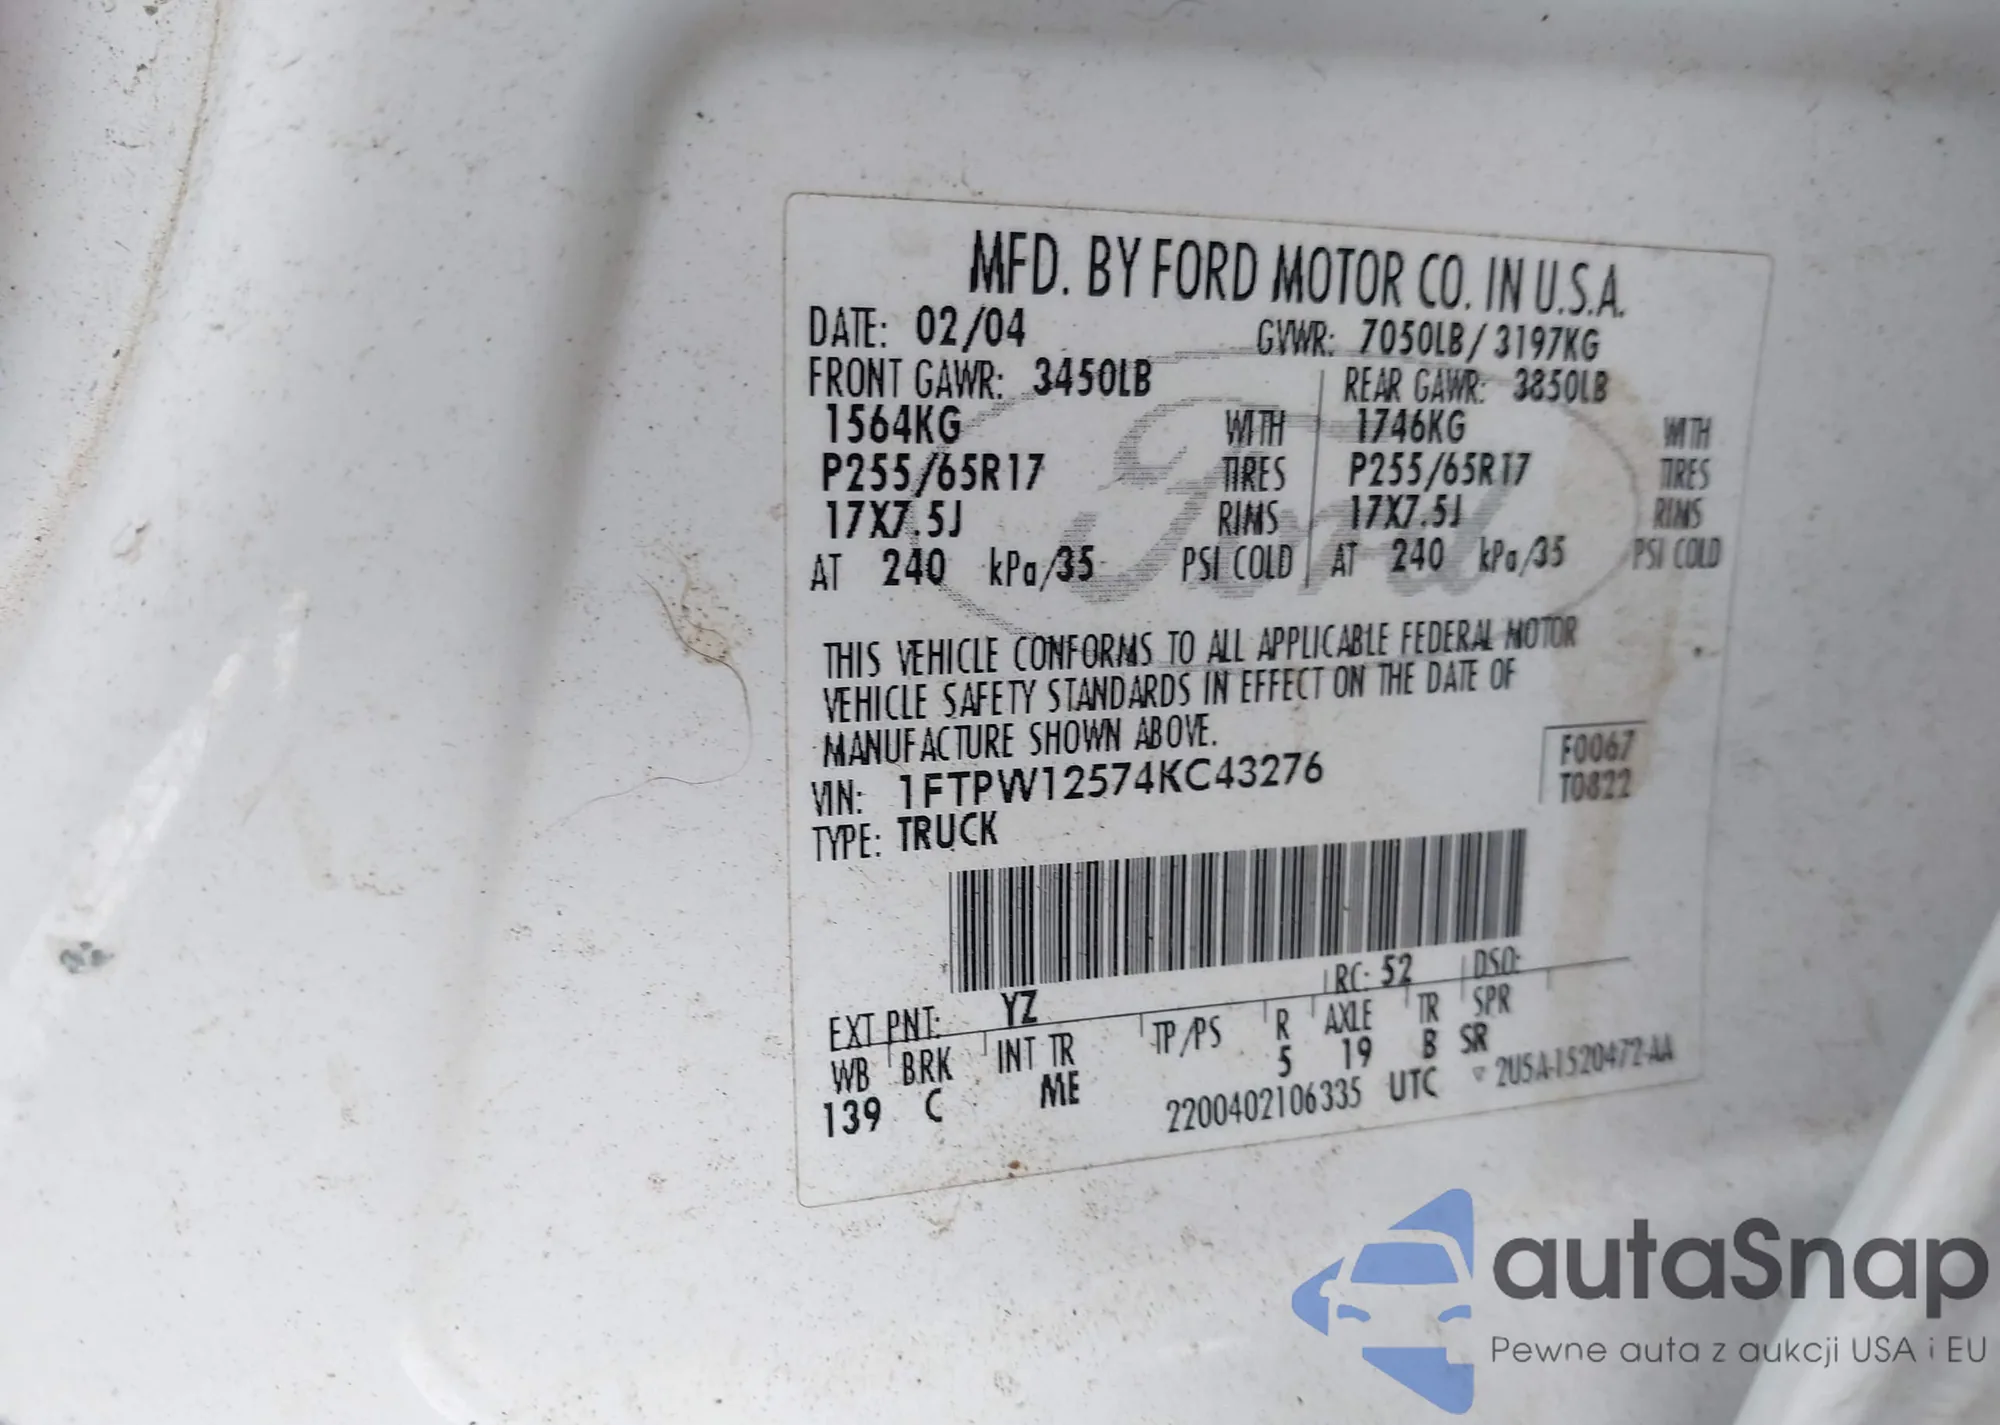 MFD. BY FORD MOTOR CO. IN U.S.A.
DATE: 02/04 GVWR: 7050LB/3197KG
FRONT GAWR: 3450LB REAR GAWR: 3850LB
1564KG WITH 1746KG WITH
P255/65R17 TIRES P255/65R17 TIRES
17X7.5J RIMS 17X7.5J RIMS
AT 240 kPa/35 PSI COLD AT 240 kPa/35 PSI COLD
Ford
THIS VEHICLE CONFORMS TO ALL APPLICABLE FEDERAL MOTOR
VEHICLE SAFETY STANDARDS IN EFFECT ON THE DATE OF
MANUFACTURE SHOWN ABOVE.
F0067
VIN: 1FTPW12574KC43276 T0822
TYPE: TRUCK
EXT PNT: YZ RC: 52 DSO:
WB BRK INT TR TP/PS R AXLE TR SPR
139 C ME 5 19 B SR
2200402106335 UTC ▽ 2U5A-1520472-AA
autaSnap
Pewne auta z aukcji USA i EU